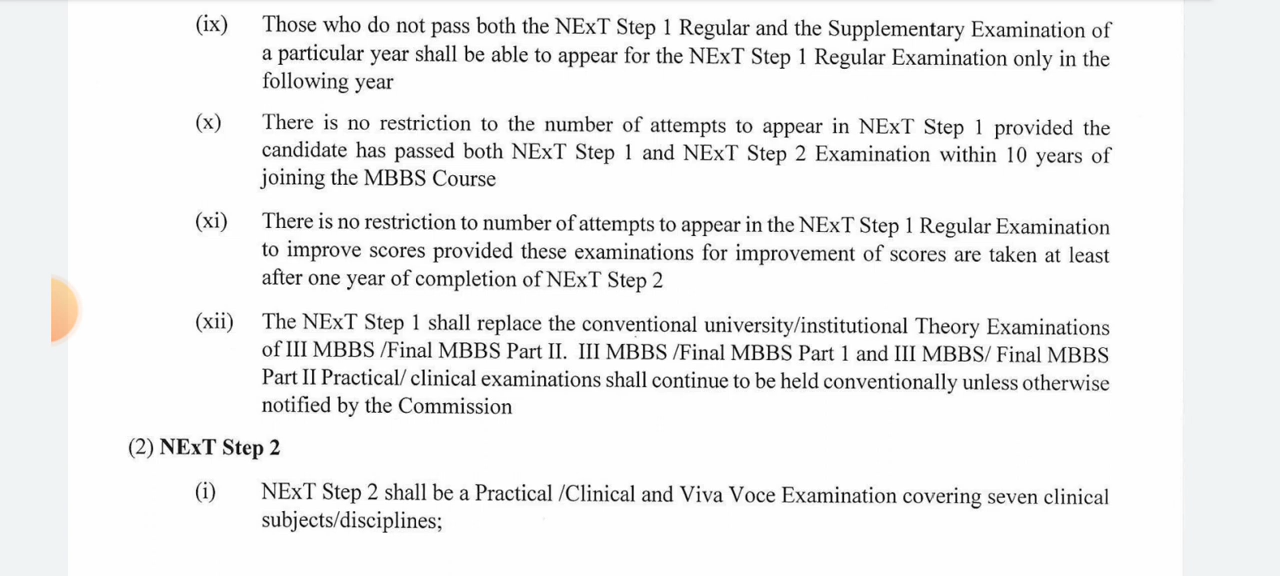 (ix) Those who do not pass both the NExT Step 1 Regular and the Supplementary Examination of
a particular year shall be able to appear for the NExT Step 1 Regular Examination only in the
following year
(x) There is no restriction to the number of attempts to appear in NExT Step 1 provided the
candidate has passed both NExT Step 1 and NExT Step 2 Examination within 10 years of
joining the MBBS Course
(xi) There is no restriction to number of attempts to appear in the NExT Step 1 Regular Examination
to improve scores provided these examinations for improvement of scores are taken at least
after one year of completion of NExT Step 2
(xii) The NExT Step 1 shall replace the conventional university/institutional Theory Examinations
of III MBBS /Final MBBS Part II. III MBBS /Final MBBS Part 1 and III MBBS/ Final MBBS
Part II Practical/ clinical examinations shall continue to be held conventionally unless otherwise
notified by the Commission
(2) NExT Step 2
(i) NExT Step 2 shall be a Practical /Clinical and Viva Voce Examination covering seven clinical
subjects/disciplines;